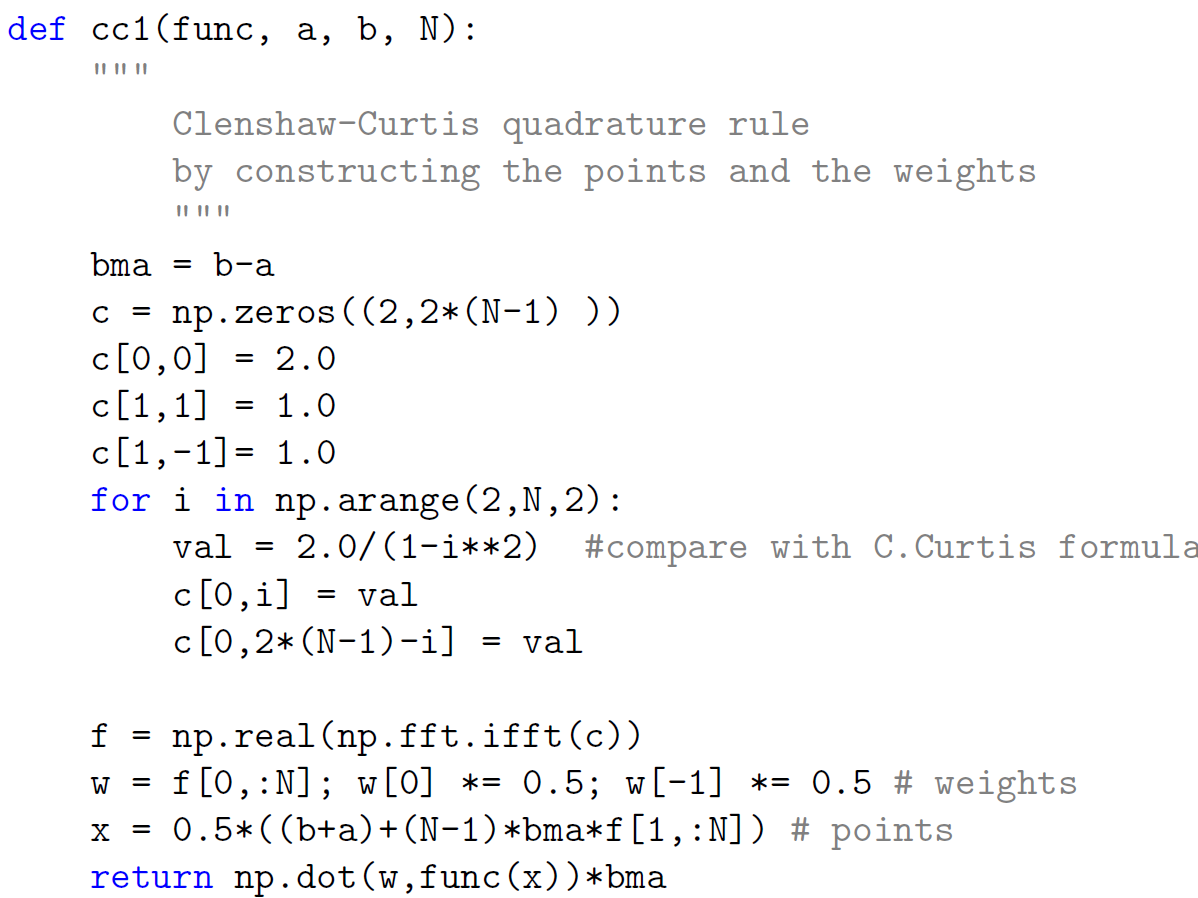 def cc1(func, a, b, N):
    """
        Clenshaw-Curtis quadrature rule
        by constructing the points and the weights
        """
    bma = b-a
    c = np.zeros((2,2*(N-1) ))
    c[0,0] = 2.0
    c[1,1] = 1.0
    c[1,-1]= 1.0
    for i in np.arange(2,N,2):
        val = 2.0/(1-i**2)  #compare with C.Curtis formula
        c[0,i] = val
        c[0,2*(N-1)-i] = val

    f = np.real(np.fft.ifft(c))
    w = f[0,:N]; w[0] *= 0.5; w[-1] *= 0.5 # weights
    x = 0.5*((b+a)+(N-1)*bma*f[1,:N]) # points
    return np.dot(w,func(x))*bma